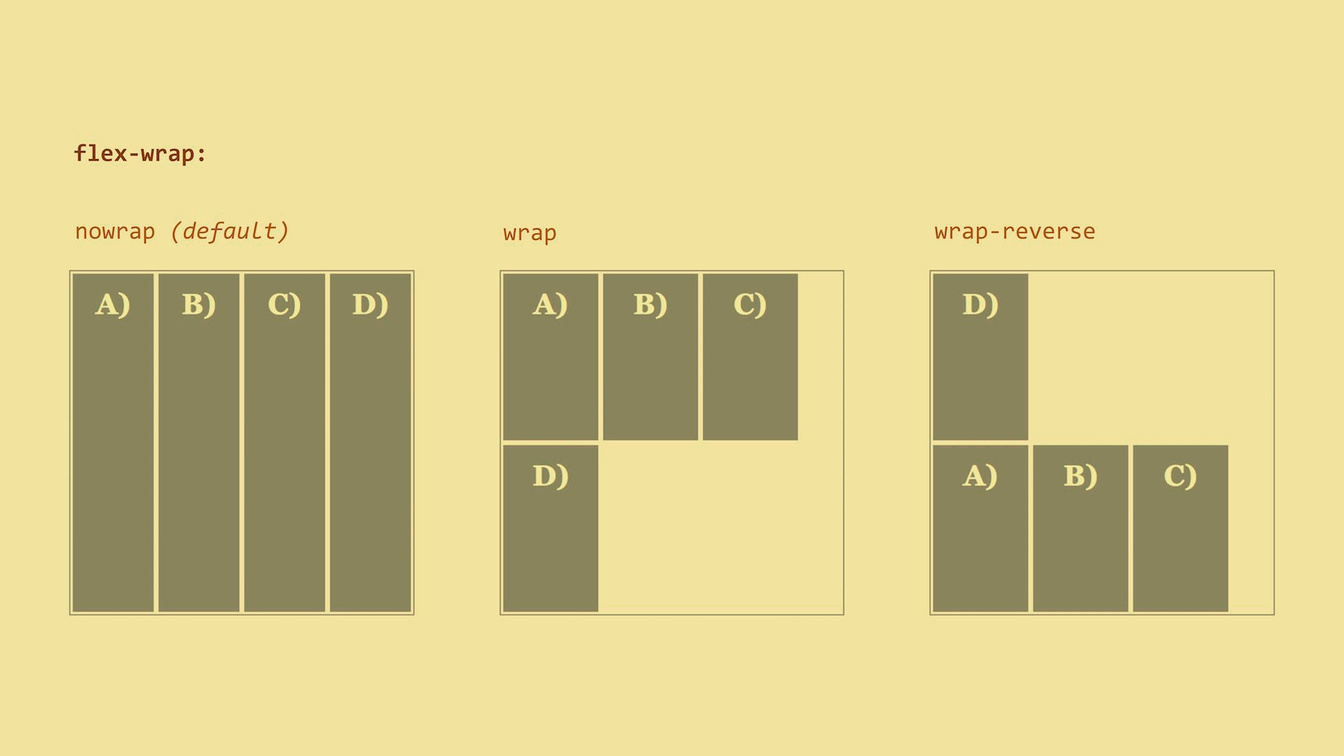 flex-wrap:
nowrap (default)
A) B) C) D)
wrap
A) B) C)
D)
wrap-reverse
D)
A) B) C)